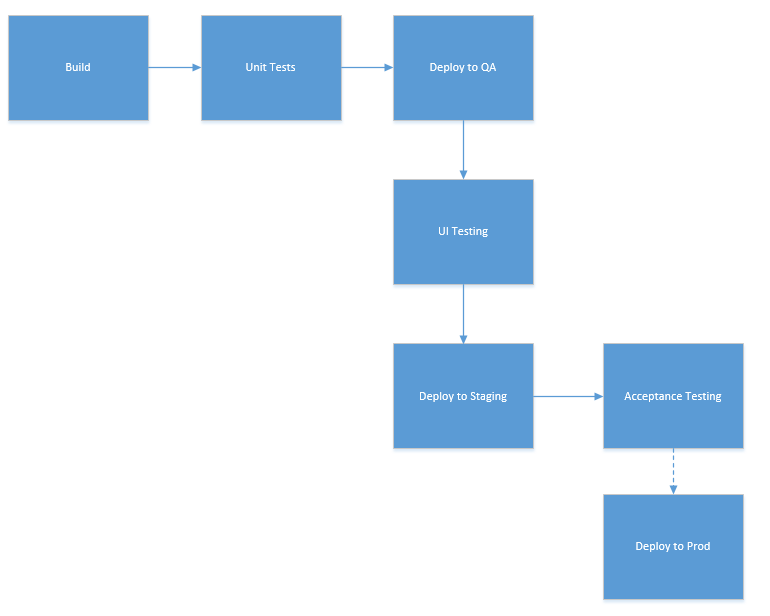 Build
Unit Tests
Deploy to QA
UI Testing
Deploy to Staging
Acceptance Testing
Deploy to Prod